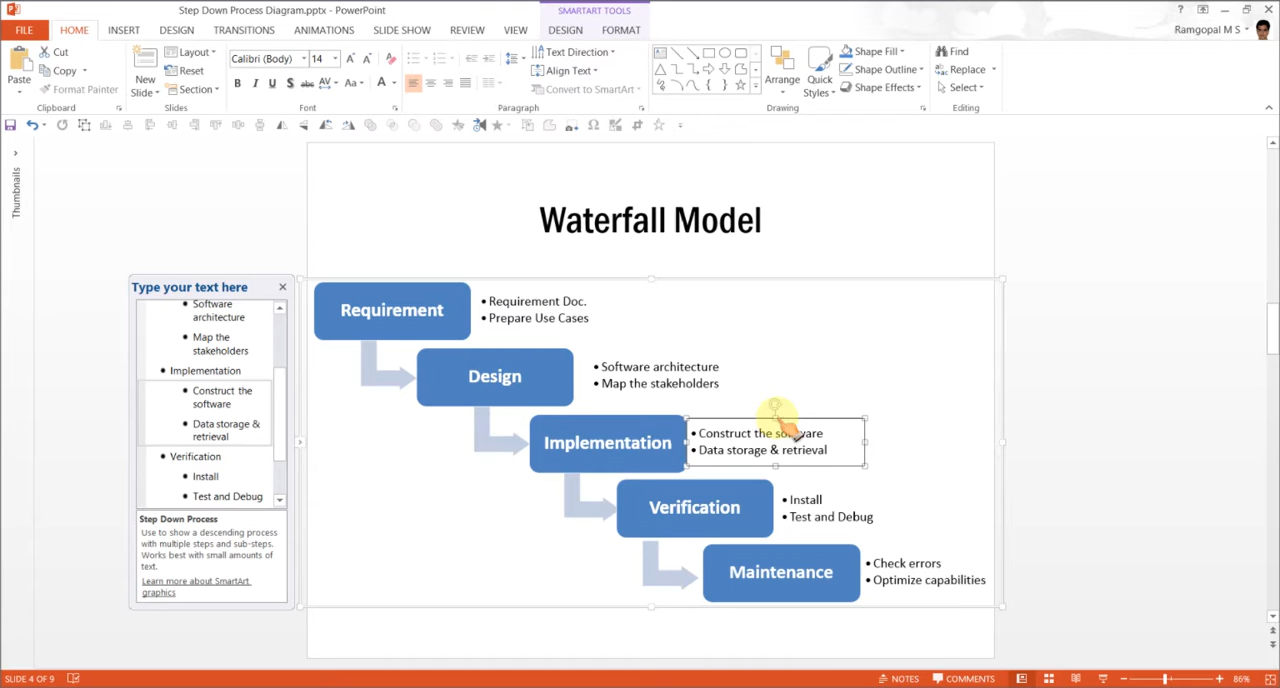 Step Down Process Diagram.pptx - PowerPoint
SMARTART TOOLS
FILE HOME INSERT DESIGN TRANSITIONS ANIMATIONS SLIDE SHOW REVIEW VIEW DESIGN FORMAT
Ramgopal M S
Paste
Cut
Copy
Format Painter
Clipboard
New
Slide
Layout
Reset
Section
Slides
Calibri (Body) 14
Font
Text Direction
Align Text
Convert to SmartArt
Paragraph
Arrange
Quick
Styles
Shape Fill
Shape Outline
Shape Effects
Drawing
Find
Replace
Select
Editing
Thumbnails
Waterfall Model
Type your text here
• Software
architecture
• Map the
stakeholders
• Implementation
• Construct the
software
• Data storage &
retrieval
• Verification
• Install
• Test and Debug
Step Down Process
Use to show a descending process
with multiple steps and sub-steps.
Works best with small amounts of
text.
Learn more about SmartArt
graphics
Requirement
• Requirement Doc.
• Prepare Use Cases
Design
• Software architecture
• Map the stakeholders
Implementation
• Construct the software
• Data storage & retrieval
Verification
• Install
• Test and Debug
Maintenance
• Check errors
• Optimize capabilities
SLIDE 4 OF 9
NOTES
COMMENTS
86%